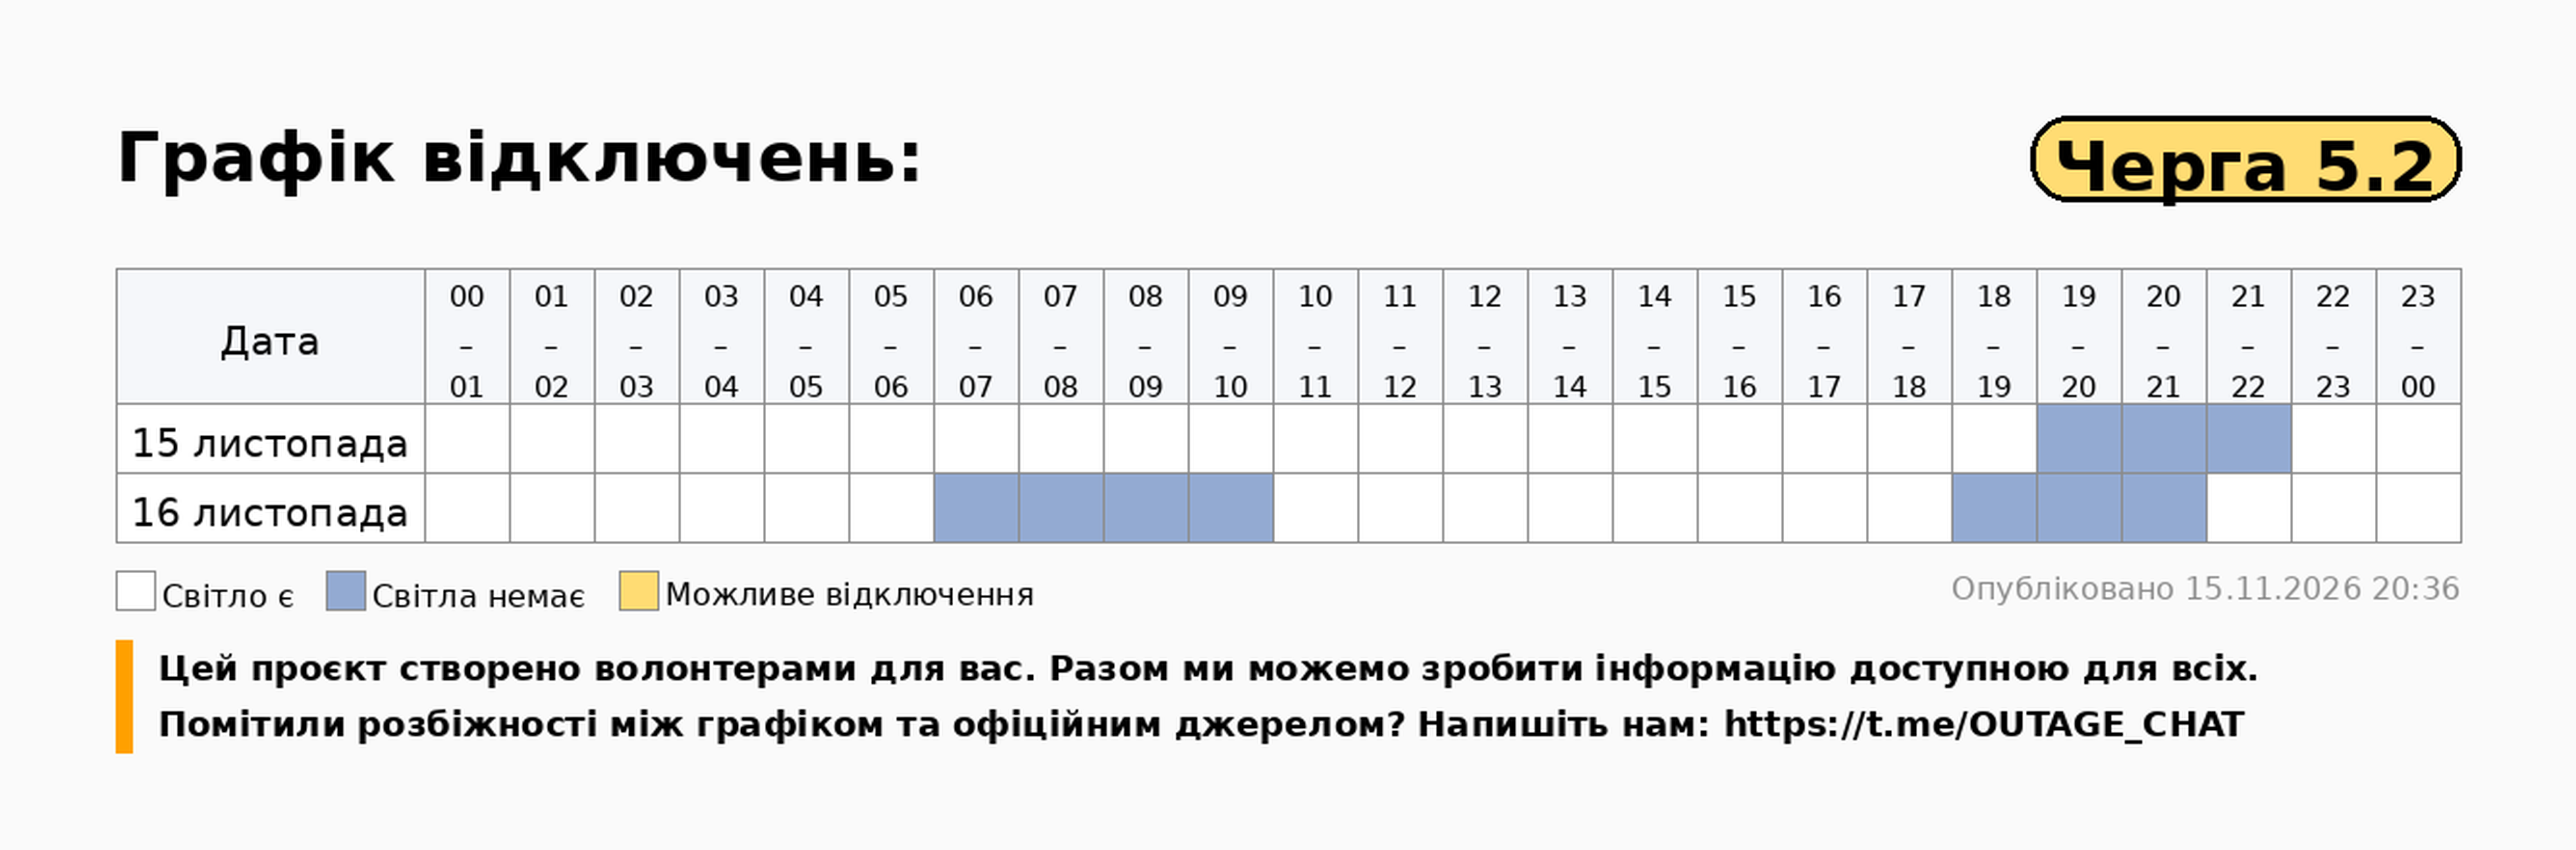 Графік відключень:
Черга 5.2
Дата 00 – 01 01 – 02 02 – 03 03 – 04 04 – 05 05 – 06 06 – 07 07 – 08 08 – 09 09 – 10 10 – 11 11 – 12 12 – 13 13 – 14 14 – 15 15 – 16 16 – 17 17 – 18 18 – 19 19 – 20 20 – 21 21 – 22 22 – 23 23 – 00
15 листопада
16 листопада
Світло є Світла немає Можливе відключення
Опубліковано 15.11.2026 20:36
Цей проєкт створено волонтерами для вас. Разом ми можемо зробити інформацію доступною для всіх.
Помітили розбіжності між графіком та офіційним джерелом? Напишіть нам: https://t.me/OUTAGE_CHAT